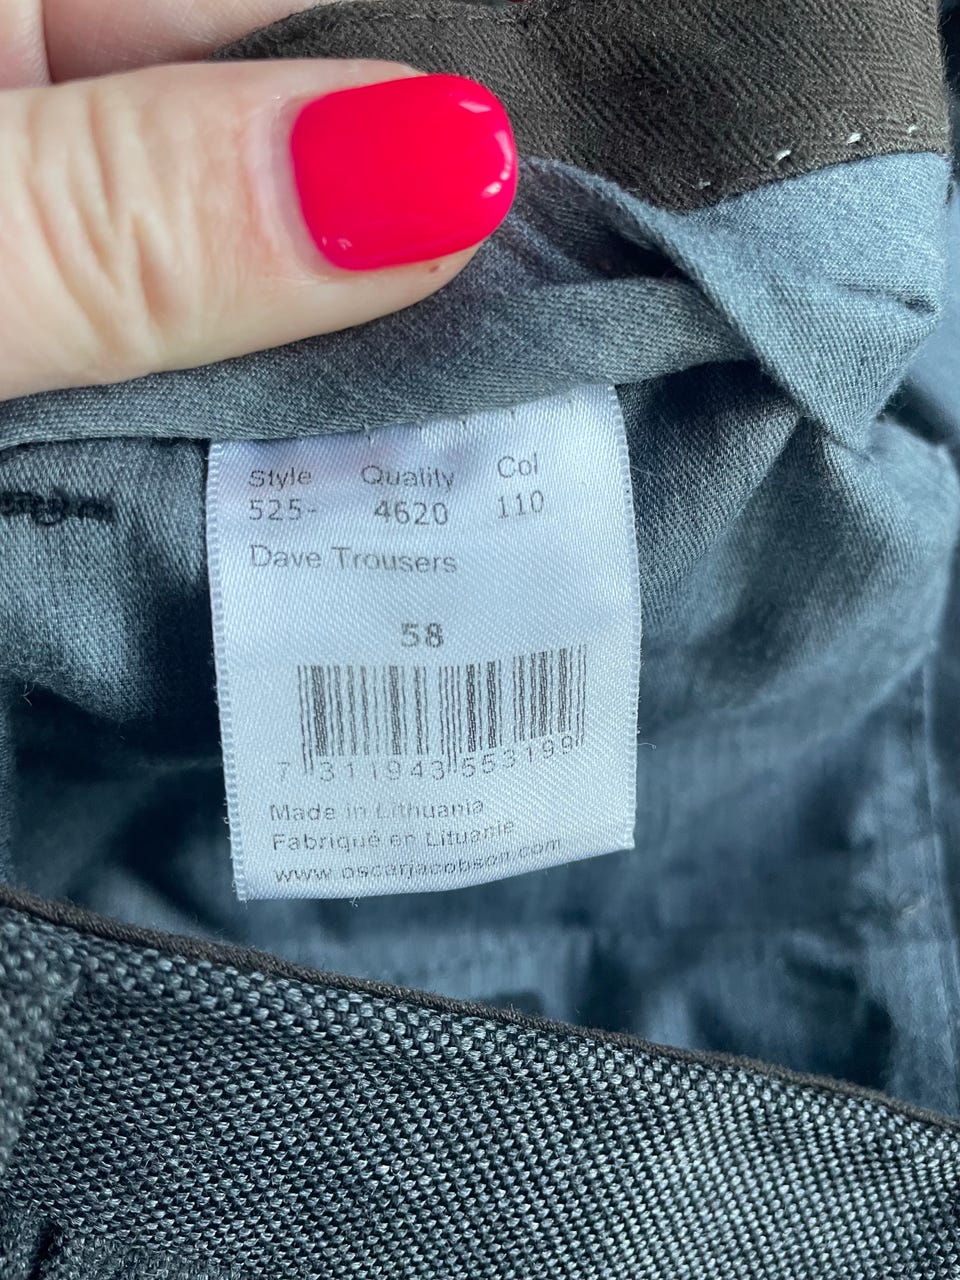 Style Quality Col
525- 4620 110
Dave Trousers
58
7 311943 553199
Made in Lithuania
Fabriqué en Lituanie
www.oscarjacobson.com